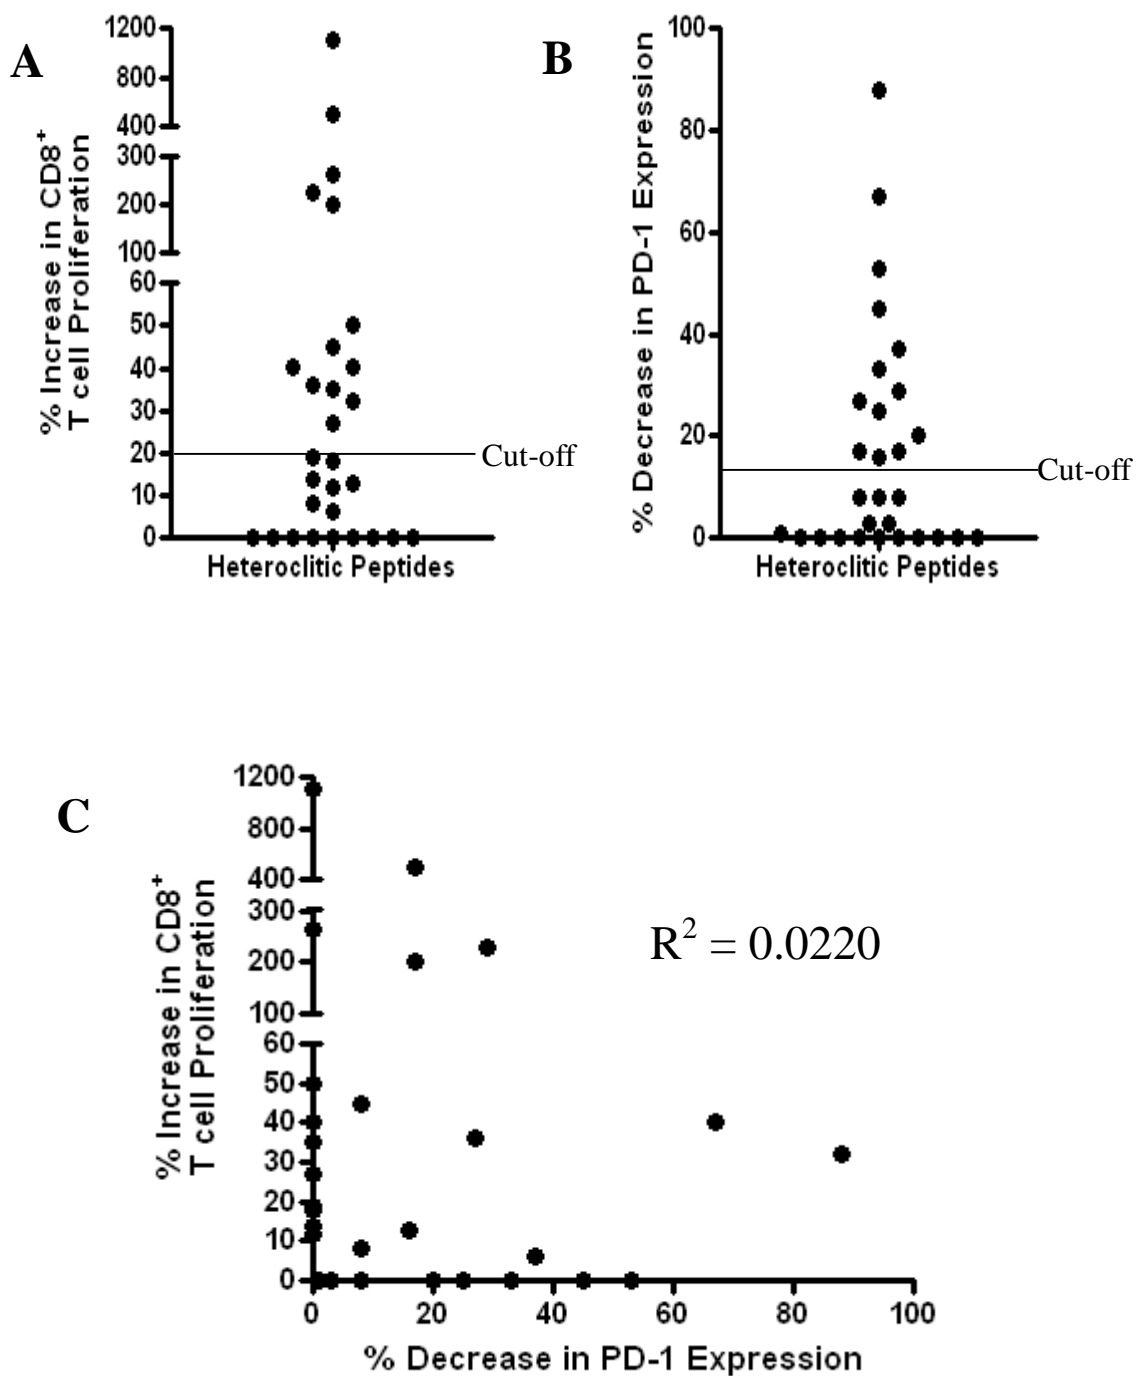 A
% Increase in CD8⁺
T cell Proliferation
1200
800
400
300
200
100
60
50
40
30
20
10
0
Cut-off
Heteroclitic Peptides
B
% Decrease in PD-1 Expression
100
80
60
40
20
0
Cut-off
Heteroclitic Peptides
C
% Increase in CD8⁺
T cell Proliferation
1200
800
400
300
200
100
60
50
40
30
20
10
0
R² = 0.0220
0 20 40 60 80 100
% Decrease in PD-1 Expression